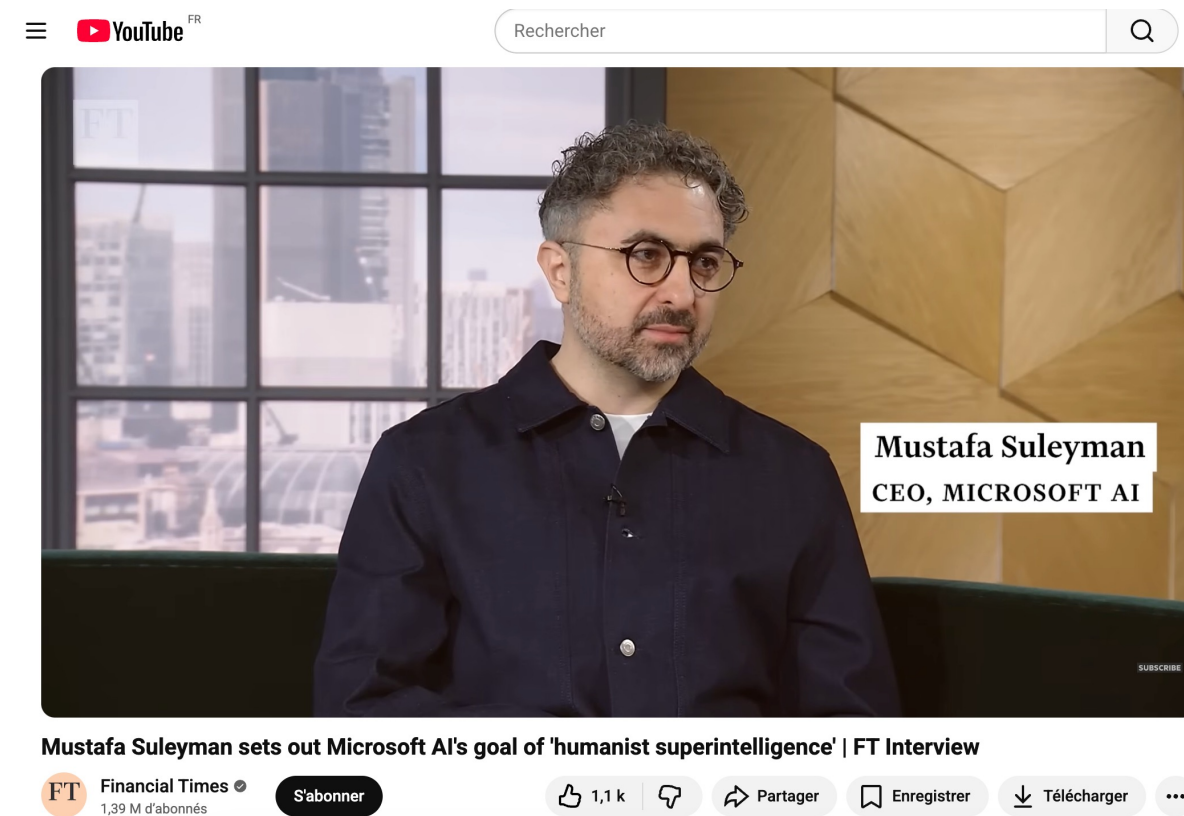 YouTube FR
Rechercher
FT
Mustafa Suleyman
CEO, MICROSOFT AI
SUBSCRIBE
Mustafa Suleyman sets out Microsoft AI's goal of 'humanist superintelligence' | FT Interview
FT
Financial Times
1,39 M d’abonnés
S'abonner
1,1 k
Partager
Enregistrer
Télécharger